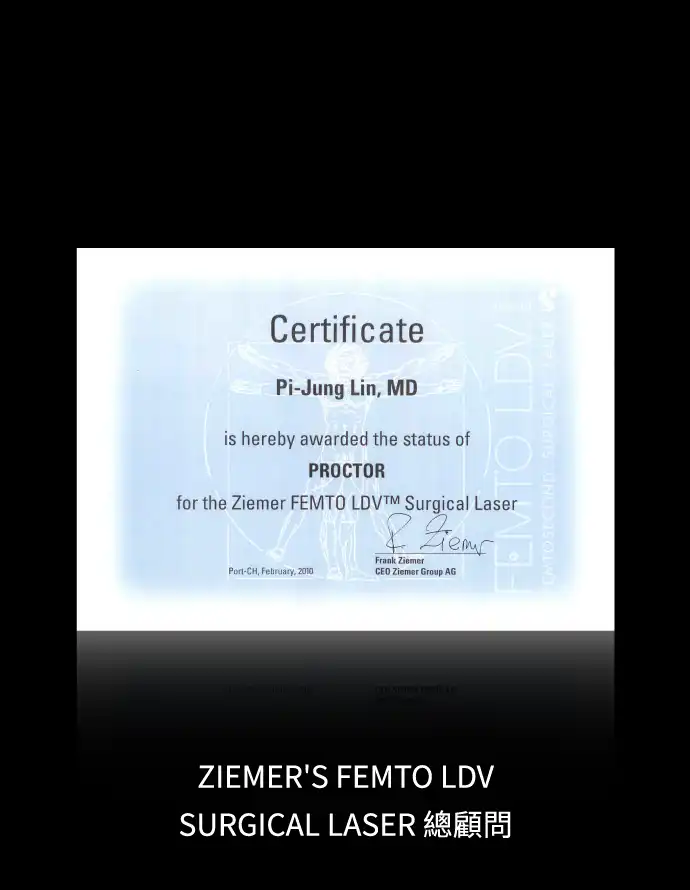 Certificate
Pi-Jung Lin, MD
is hereby awarded the status of
PROCTOR
for the Ziemer FEMTO LDV™ Surgical Laser
R Ziemer
Frank Ziemer
Port-CH, February, 2010
CEO Ziemer Group AG
FEMTO LDV
FEMTOSECOND SURGICAL LASER
ZIEMER'S FEMTO LDV
SURGICAL LASER 總顧問